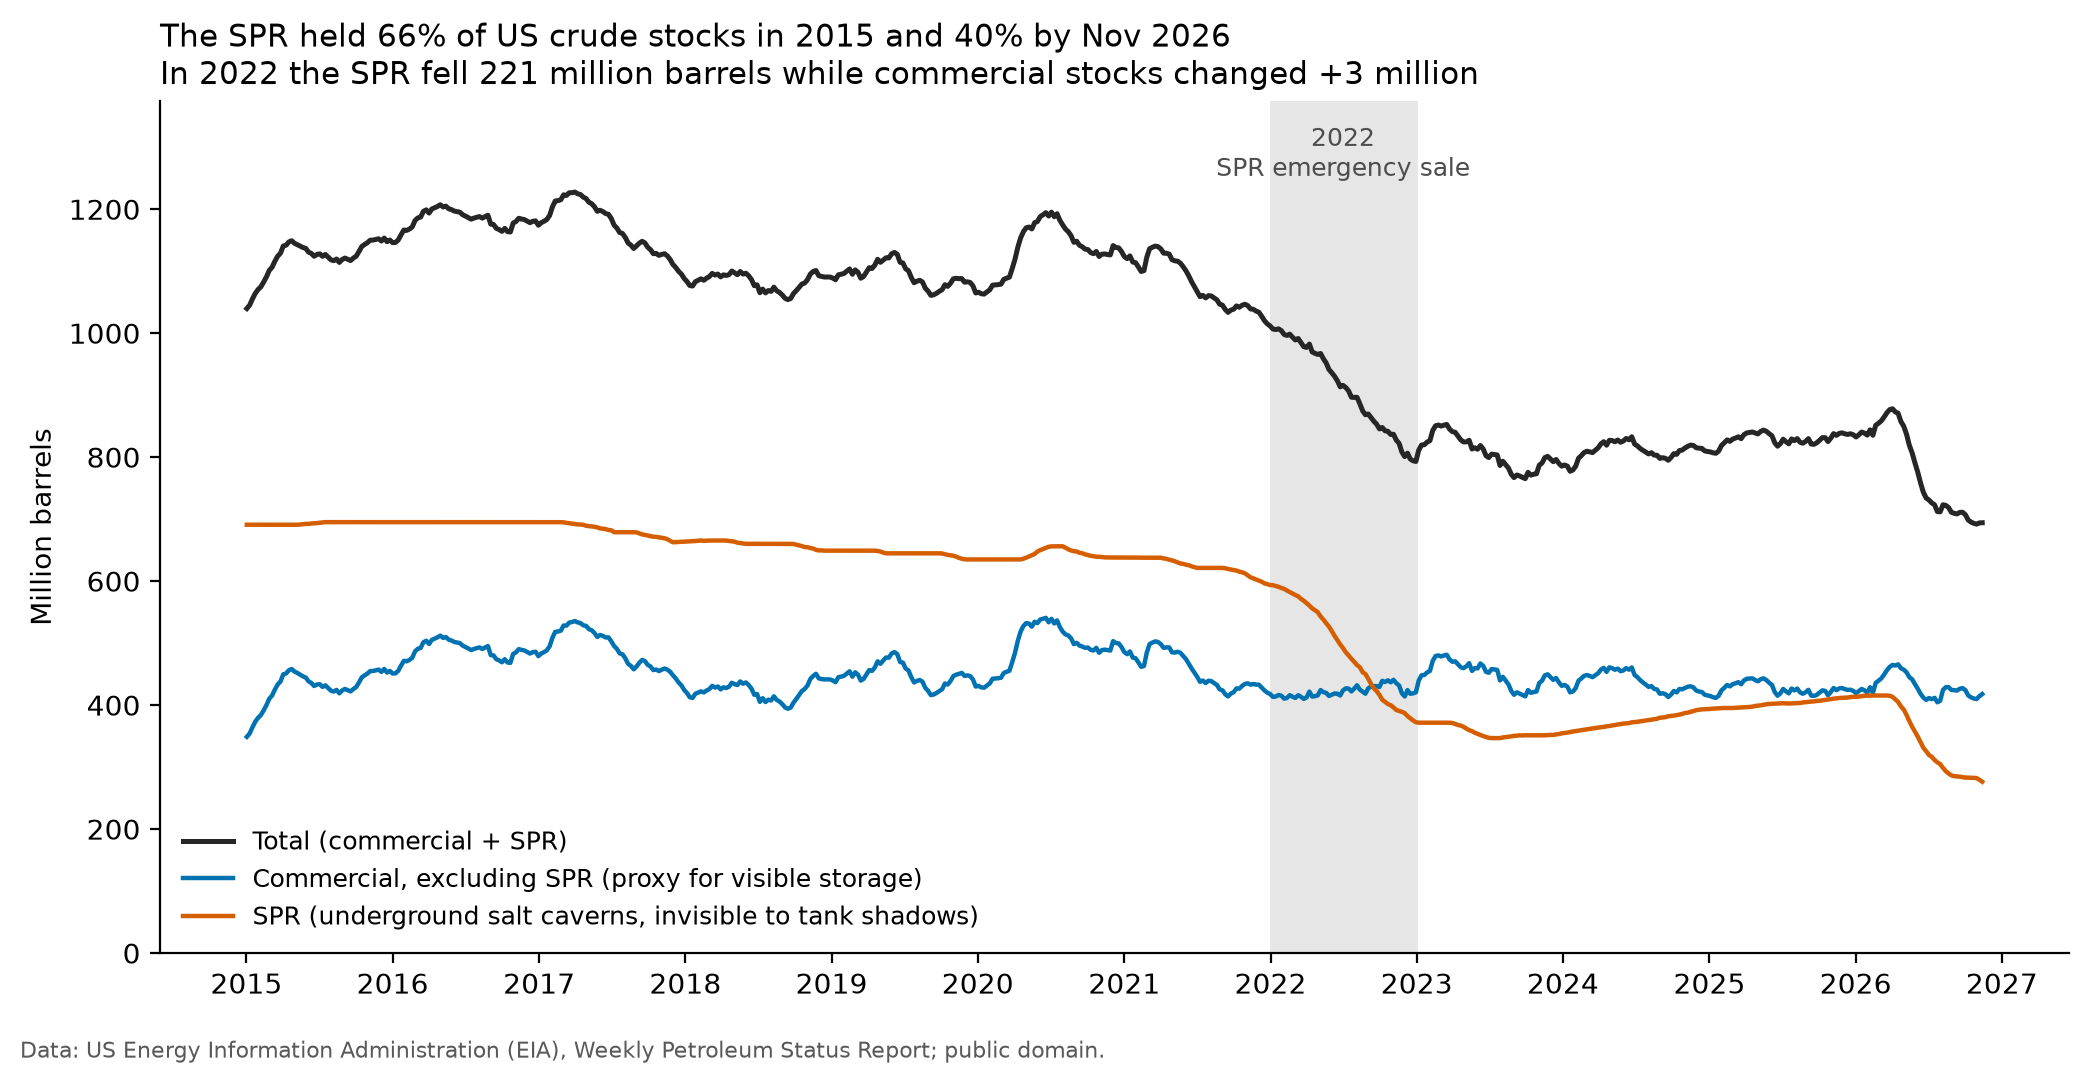 The SPR held 66% of US crude stocks in 2015 and 40% by Nov 2026
In 2022 the SPR fell 221 million barrels while commercial stocks changed +3 million
2022
SPR emergency sale
Million barrels
1200
1000
800
600
400
200
0
Total (commercial + SPR)
Commercial, excluding SPR (proxy for visible storage)
SPR (underground salt caverns, invisible to tank shadows)
2015 2016 2017 2018 2019 2020 2021 2022 2023 2024 2025 2026 2027
Data: US Energy Information Administration (EIA), Weekly Petroleum Status Report; public domain.